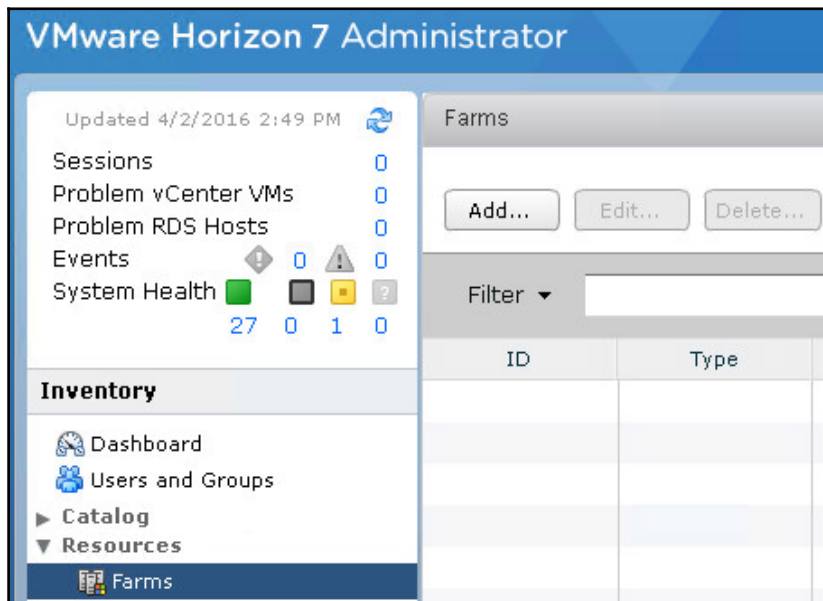 VMware Horizon 7 Administrator
Updated 4/2/2016 2:49 PM
Sessions 0
Problem vCenter VMs 0
Problem RDS Hosts 0
Events 0 0
System Health
27 0 1 0
Inventory
Dashboard
Users and Groups
Catalog
Resources
Farms
Farms
Add... Edit... Delete...
Filter
ID Type